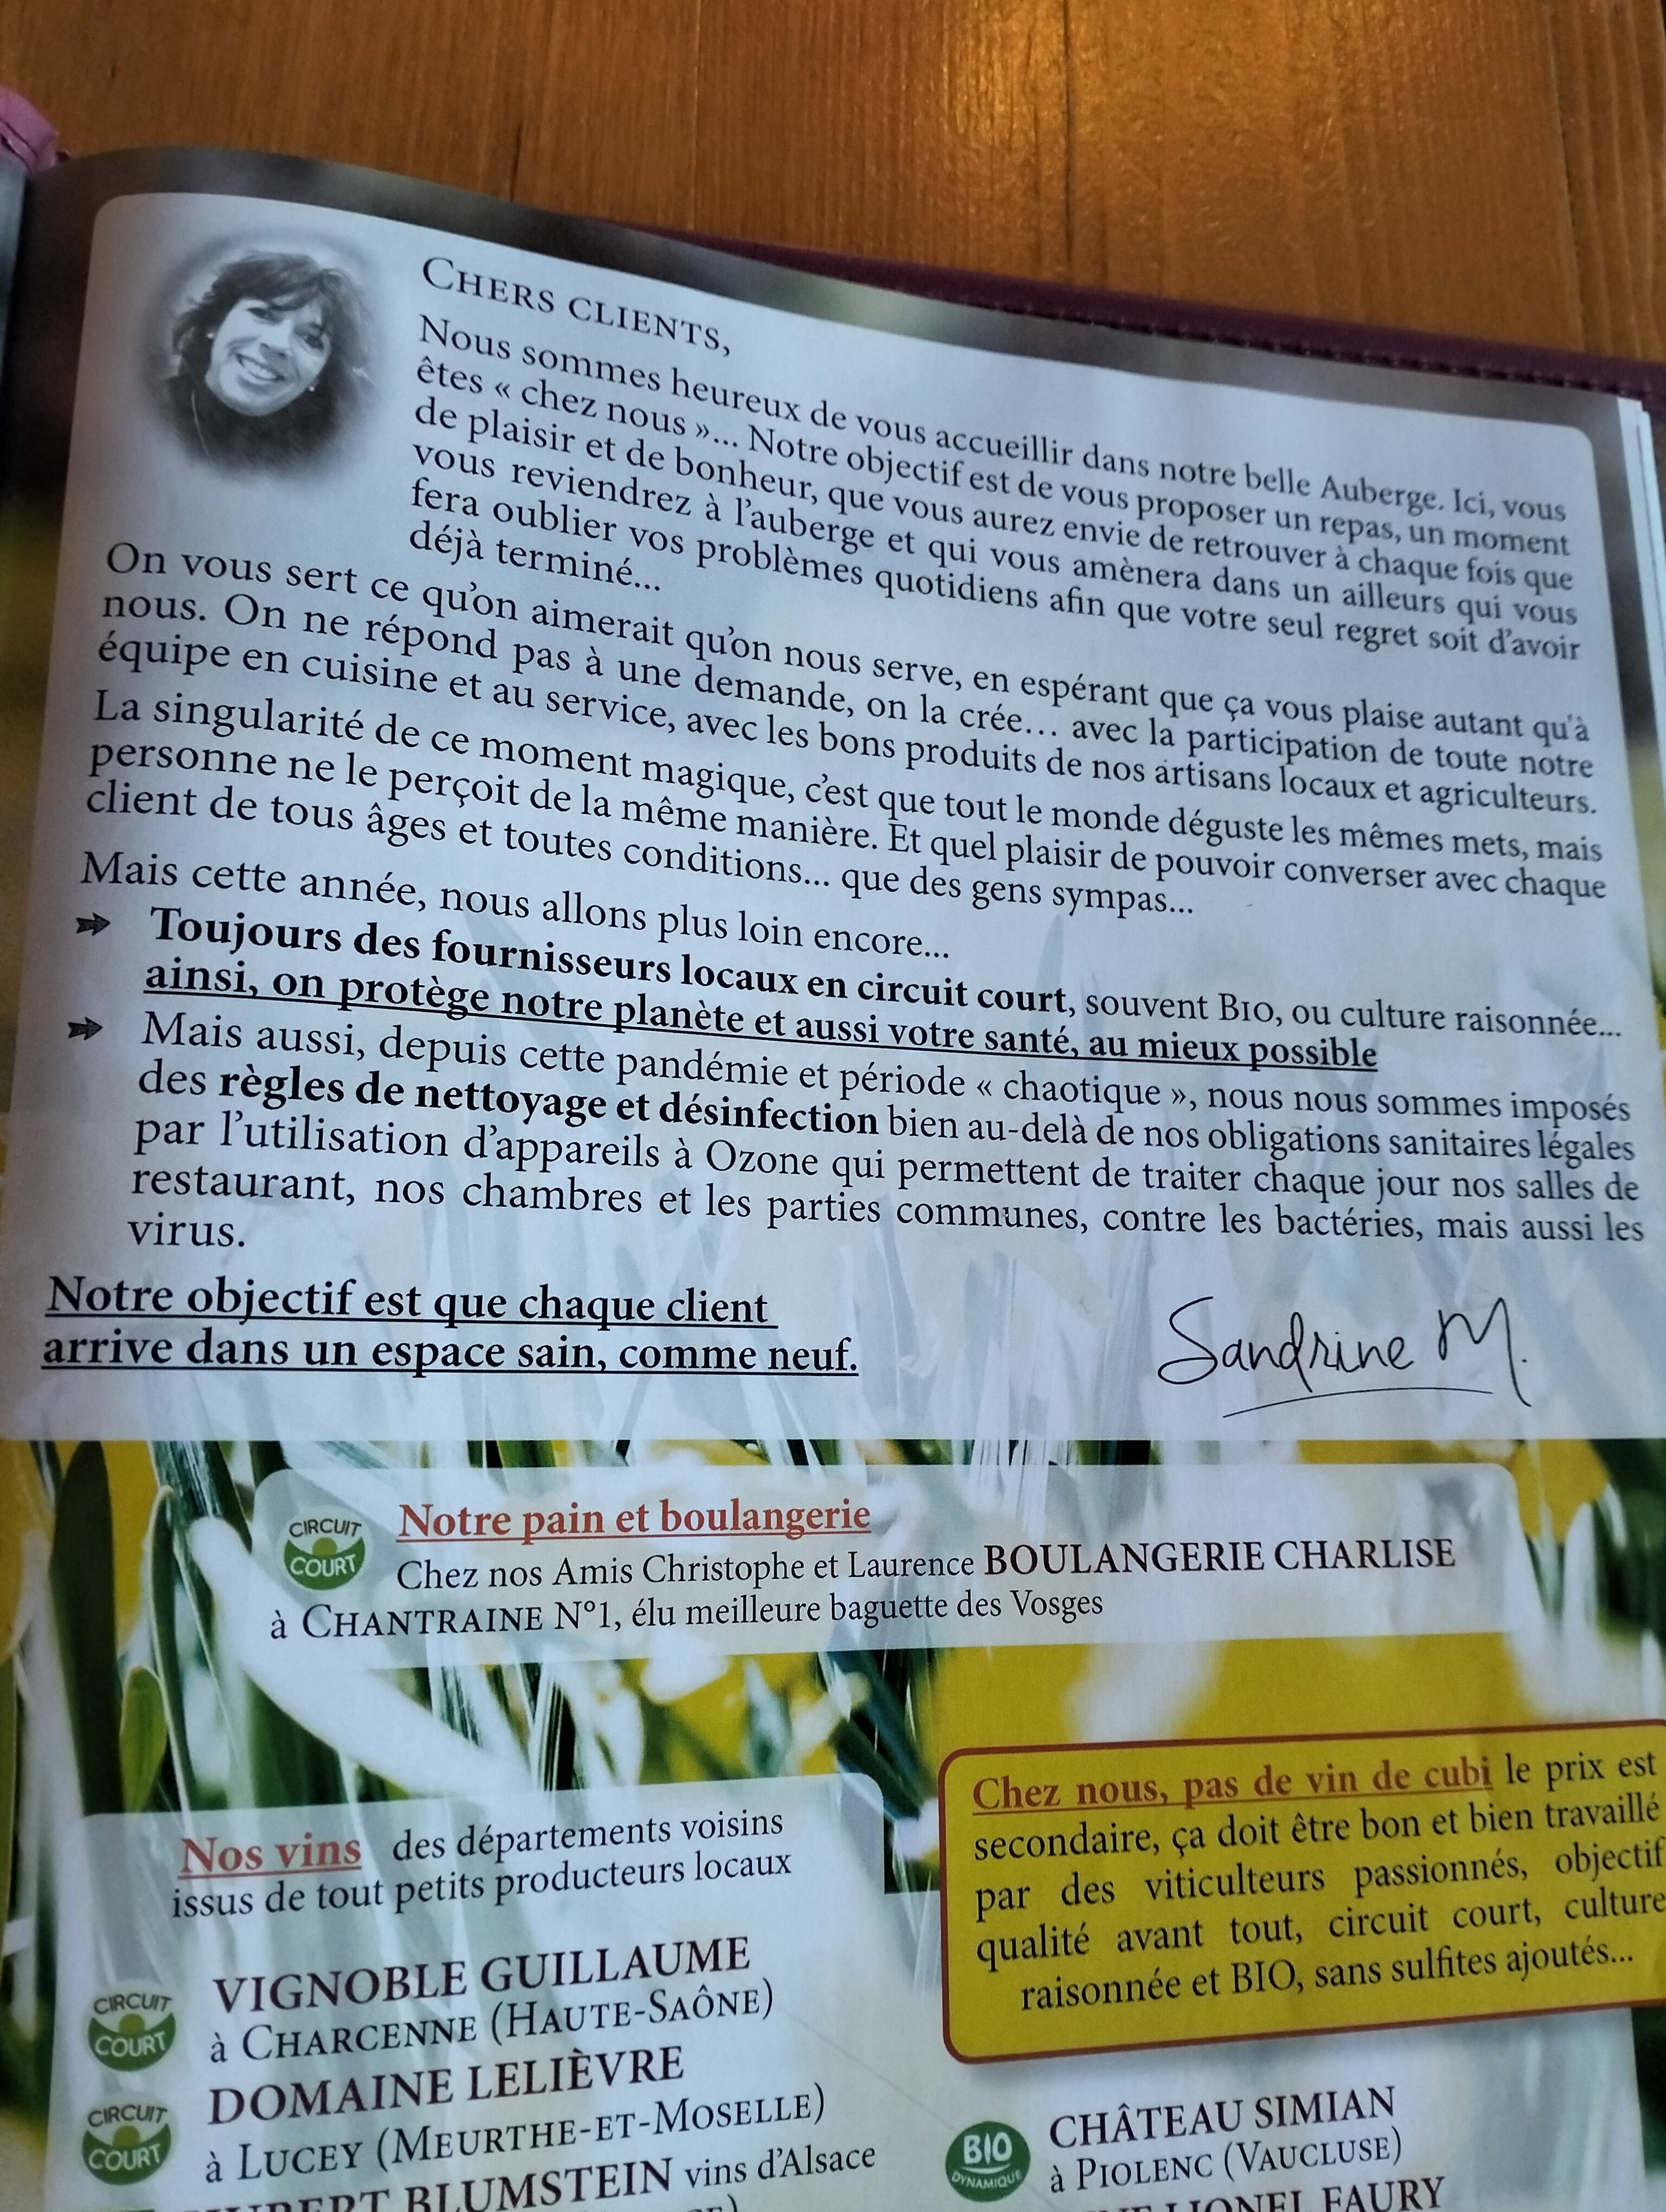 CHERS CLIENTS,
Nous sommes heureux de vous accueillir dans notre belle Auberge. Ici, vous
êtes « chez nous »... Notre objectif est de vous proposer un repas, un moment
de plaisir et de bonheur, que vous aurez envie de retrouver à chaque fois que
vous reviendrez à l'auberge et qui vous amènera dans un ailleurs qui vous
fera oublier vos problèmes quotidiens afin que votre seul regret soit d'avoir
déjà terminé...
On vous sert ce qu'on aimerait qu'on nous serve, en espérant que ça vous plaise autant qu'à
nous. On ne répond pas à une demande, on la crée... avec la participation de toute notre
équipe en cuisine et au service, avec les bons produits de nos artisans locaux et agriculteurs.
La singularité de ce moment magique, c'est que tout le monde déguste les mêmes mets, mais
personne ne le perçoit de la même manière. Et quel plaisir de pouvoir converser avec chaque
client de tous âges et toutes conditions... que des gens sympas...
Mais cette année, nous allons plus loin encore...
Toujours des fournisseurs locaux en circuit court, souvent BIO, ou culture raisonnée...
ainsi, on protège notre planète et aussi votre santé, au mieux possible
Mais aussi, depuis cette pandémie et période « chaotique », nous nous sommes imposés
des règles de nettoyage et désinfection bien au-delà de nos obligations sanitaires légales
par l'utilisation d'appareils à Ozone qui permettent de traiter chaque jour nos salles de
restaurant, nos chambres et les parties communes, contre les bactéries, mais aussi les
virus.
Notre objectif est que chaque client
arrive dans un espace sain, comme neuf.
Sandrine M.
CIRCUIT
COURT
Notre pain et boulangerie
Chez nos Amis Christophe et Laurence BOULANGERIE CHARLISE
à CHANTRAINE N°1, élu meilleure baguette des Vosges
Nos vins des départements voisins
issus de tout petits producteurs locaux
CIRCUIT
COURT
VIGNOBLE GUILLAUME
à CHARCENNE (HAUTE-SAÔNE)
CIRCUIT
COURT
DOMAINE LELIÈVRE
à LUCEY (MEURTHE-ET-MOSELLE)
BLUMSTEIN vins d'Alsace
Chez nous, pas de vin de cubi le prix est
secondaire, ça doit être bon et bien travaillé
par des viticulteurs passionnés, objectif
qualité avant tout, circuit court, culture
raisonnée et BIO, sans sulfites ajoutés...
BIO
DYNAMIQUE
CHÂTEAU SIMIAN
à PIOLENC (VAUCLUSE)
LIONEL FAURY